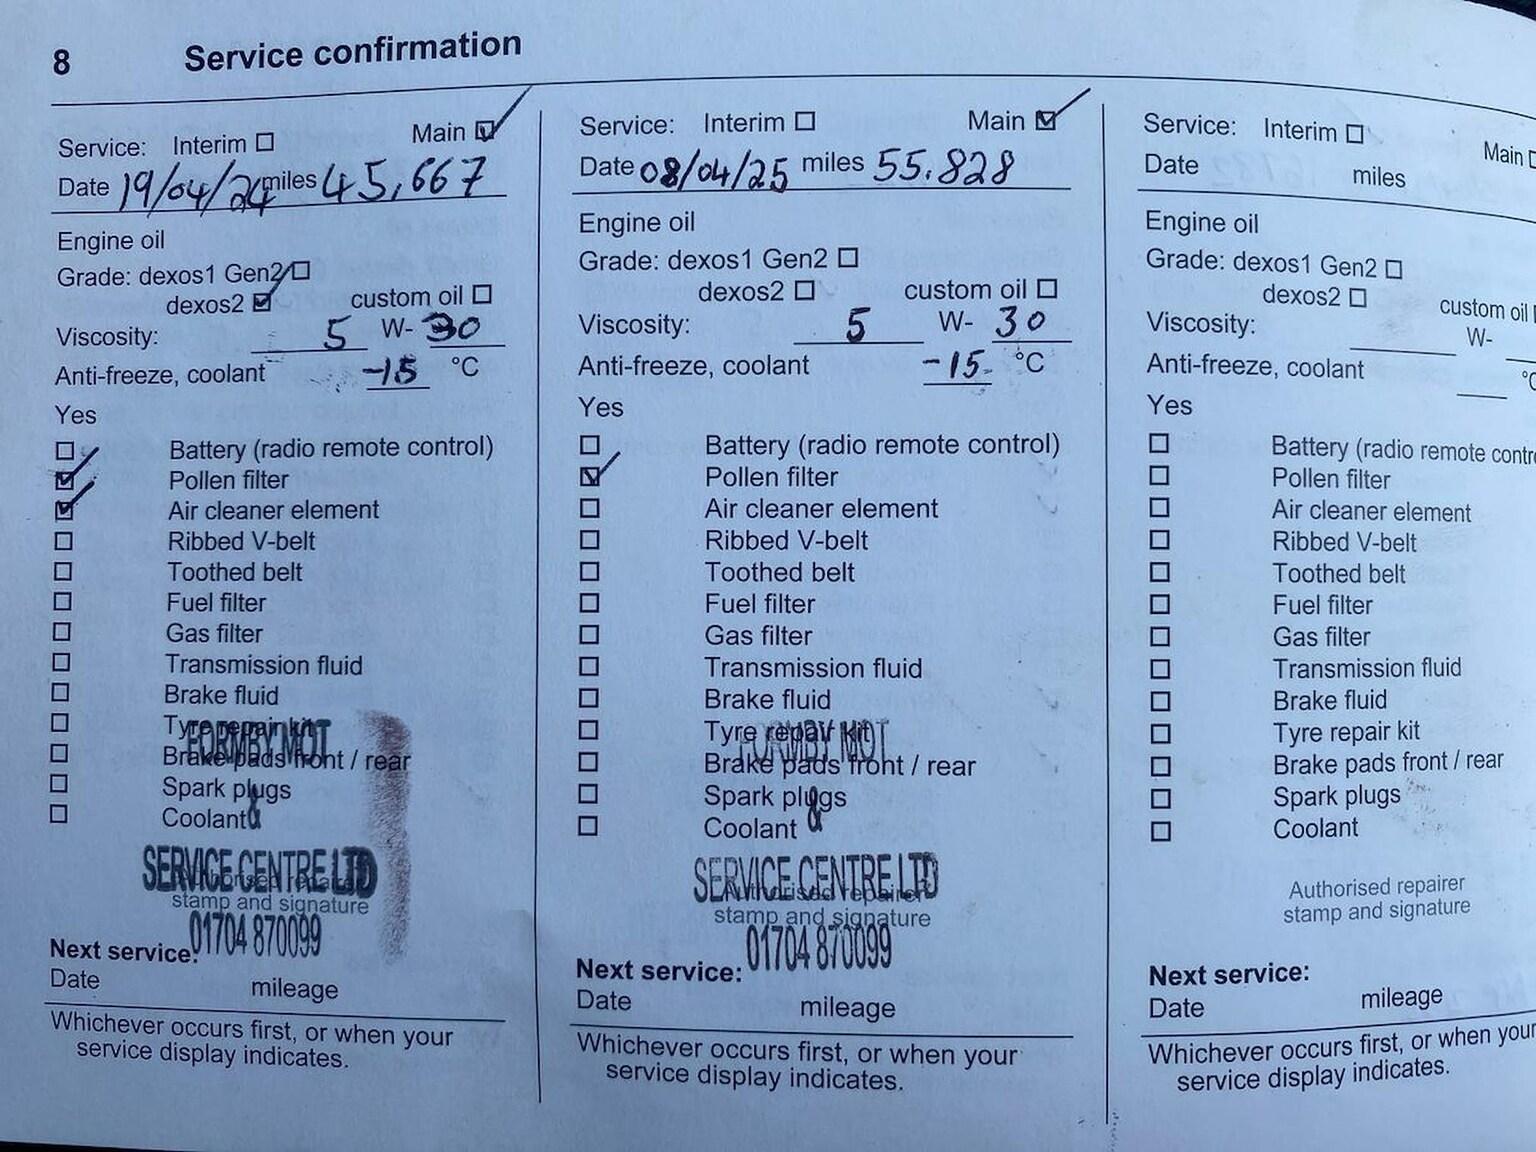 8 Service confirmation
Service: Interim Main
Date 19/04/24 miles 45,667
Engine oil
Grade: dexos1 Gen2
dexos2 custom oil
Viscosity: 5 W- 30
Anti-freeze, coolant -15 °C
Yes
Battery (radio remote control)
Pollen filter
Air cleaner element
Ribbed V-belt
Toothed belt
Fuel filter
Gas filter
Transmission fluid
Brake fluid
Tyre repair kit
FORMBY MOT
Brake pads front / rear
Spark plugs
Coolant
&
SERVICE CENTRE LTD
Authorised repairer
stamp and signature
01704 870099
Next service:
Date mileage
Whichever occurs first, or when your
service display indicates.
Service: Interim Main
Date 08/04/25 miles 55.828
Engine oil
Grade: dexos1 Gen2
dexos2 custom oil
Viscosity: 5 W- 30
Anti-freeze, coolant -15 °C
Yes
Battery (radio remote control)
Pollen filter
Air cleaner element
Ribbed V-belt
Toothed belt
Fuel filter
Gas filter
Transmission fluid
Brake fluid
Tyre repair kit
FORMBY MOT
Brake pads front / rear
Spark plugs
&
Coolant
SERVICE CENTRE LTD
Authorised repairer
stamp and signature
01704 870099
Next service:
Date mileage
Whichever occurs first, or when your
service display indicates.
Service: Interim Main
Date miles
Engine oil
Grade: dexos1 Gen2
dexos2 custom oil
Viscosity: W-
Anti-freeze, coolant °C
Yes
Battery (radio remote contr
Pollen filter
Air cleaner element
Ribbed V-belt
Toothed belt
Fuel filter
Gas filter
Transmission fluid
Brake fluid
Tyre repair kit
Brake pads front / rear
Spark plugs
Coolant
Authorised repairer
stamp and signature
Next service:
Date mileage
Whichever occurs first, or when your
service display indicates.